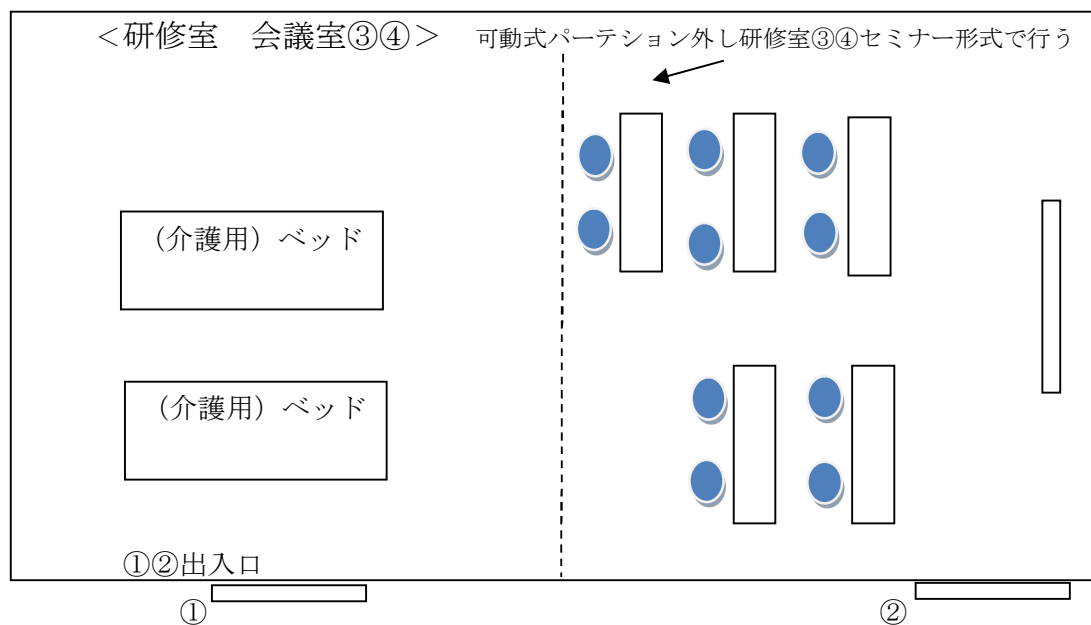 <研修室　会議室③④>
可動式パーテション外し研修室③④セミナー形式で行う
（介護用）ベッド
（介護用）ベッド
①②出入口
①
②